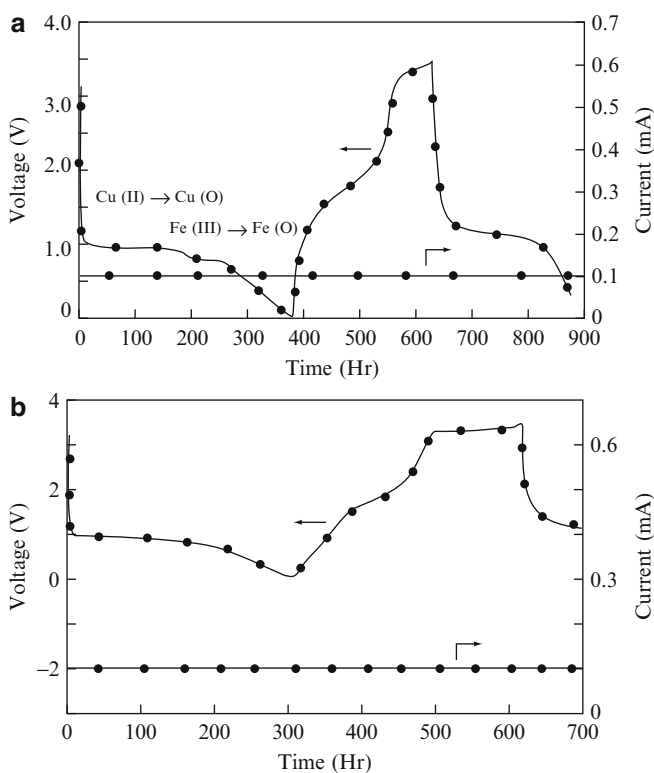 a
4.0
3.0
2.0
1.0
0
Voltage (V)
Cu (II) → Cu (O)
Fe (III) → Fe (O)
0.7
0.6
0.5
0.4
0.3
0.2
0.1
0
Current (mA)
0 100 200 300 400 500 600 700 800 900
Time (Hr)
b
4
2
0
−2
Voltage (V)
0.6
0.3
0
Current (mA)
0 100 200 300 400 500 600 700
Time (Hr)